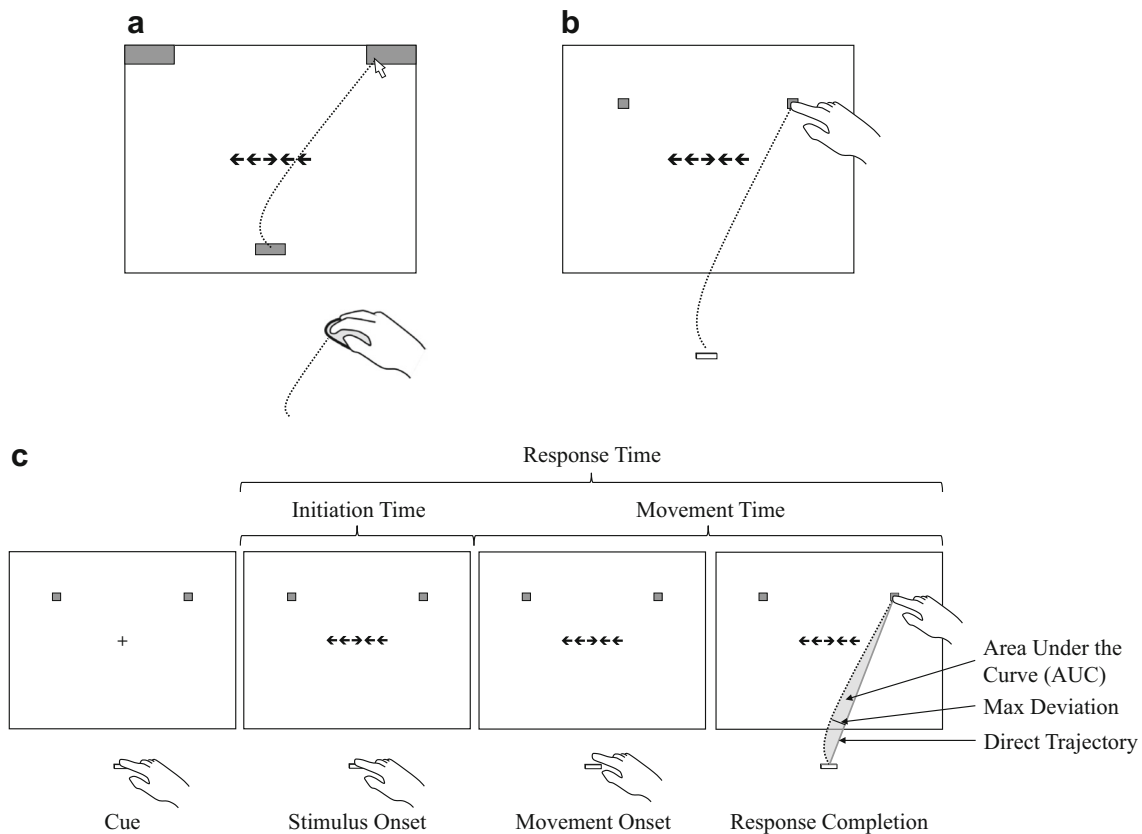 a
b
c
Response Time
Initiation Time
Movement Time
Area Under the
Curve (AUC)
Max Deviation
Direct Trajectory
Cue
Stimulus Onset
Movement Onset
Response Completion